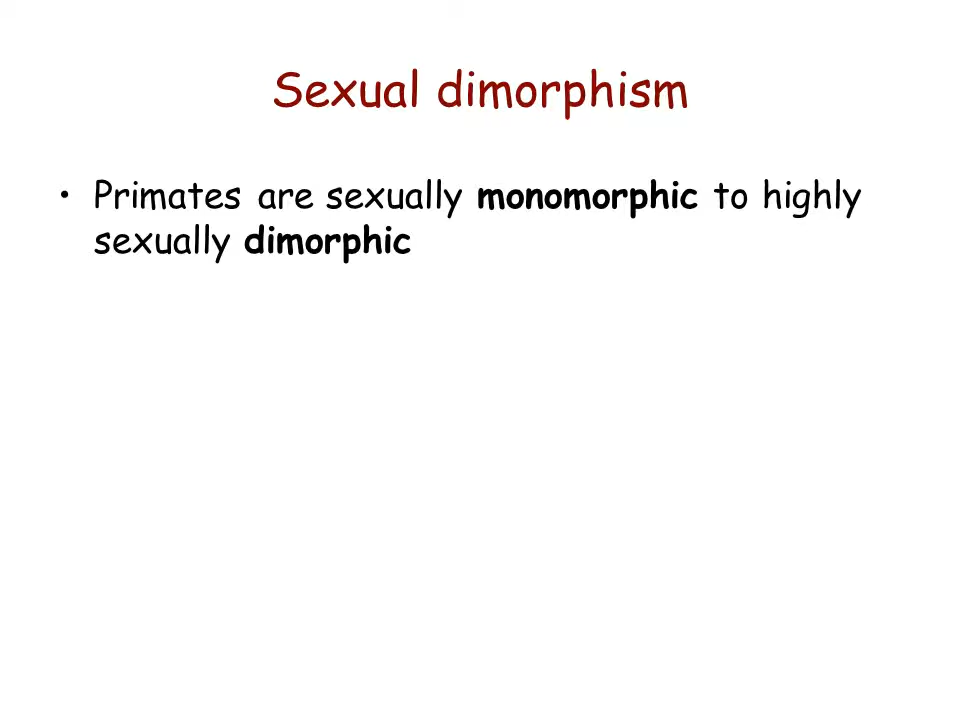 Sexual dimorphism
• Primates are sexually monomorphic to highly
sexually dimorphic